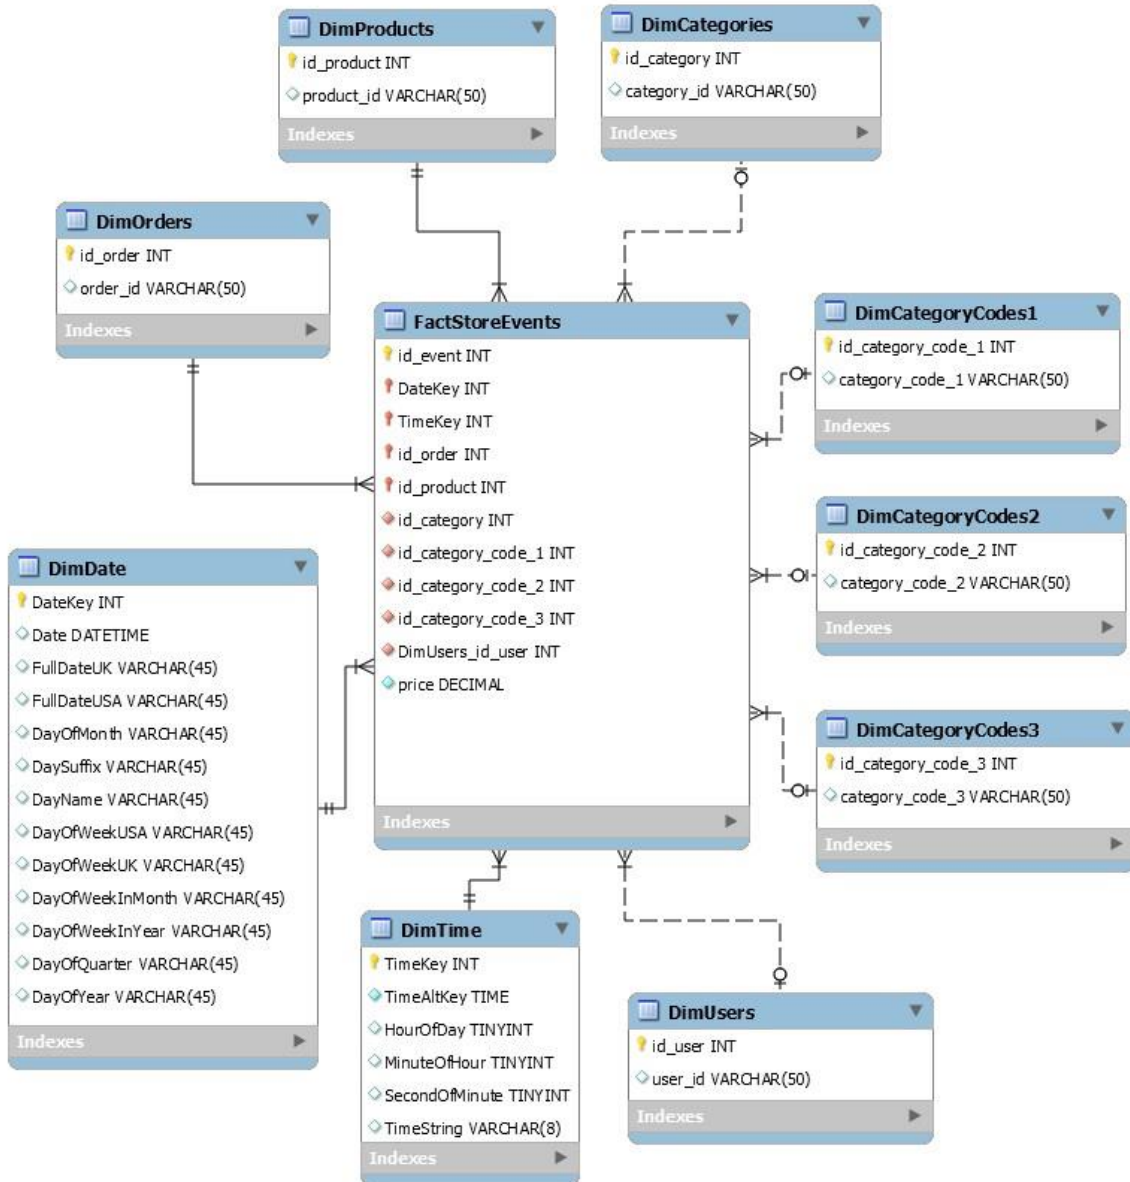 DimProducts
id_product INT
product_id VARCHAR(50)
Indexes
DimCategories
id_category INT
category_id VARCHAR(50)
Indexes
DimOrders
id_order INT
order_id VARCHAR(50)
Indexes
FactStoreEvents
id_event INT
DateKey INT
TimeKey INT
id_order INT
id_product INT
id_category INT
id_category_code_1 INT
id_category_code_2 INT
id_category_code_3 INT
DimUsers_id_user INT
price DECIMAL
Indexes
DimCategoryCodes1
id_category_code_1 INT
category_code_1 VARCHAR(50)
Indexes
DimCategoryCodes2
id_category_code_2 INT
category_code_2 VARCHAR(50)
Indexes
DimCategoryCodes3
id_category_code_3 INT
category_code_3 VARCHAR(50)
Indexes
DimDate
DateKey INT
Date DATETIME
FullDateUK VARCHAR(45)
FullDateUSA VARCHAR(45)
DayOfMonth VARCHAR(45)
DaySuffix VARCHAR(45)
DayName VARCHAR(45)
DayOfWeekUSA VARCHAR(45)
DayOfWeekUK VARCHAR(45)
DayOfWeekInMonth VARCHAR(45)
DayOfWeekInYear VARCHAR(45)
DayOfQuarter VARCHAR(45)
DayOfYear VARCHAR(45)
Indexes
DimTime
TimeKey INT
TimeAltKey TIME
HourOfDay TINYINT
MinuteOfHour TINYINT
SecondOfMinute TINYINT
TimeString VARCHAR(8)
Indexes
DimUsers
id_user INT
user_id VARCHAR(50)
Indexes